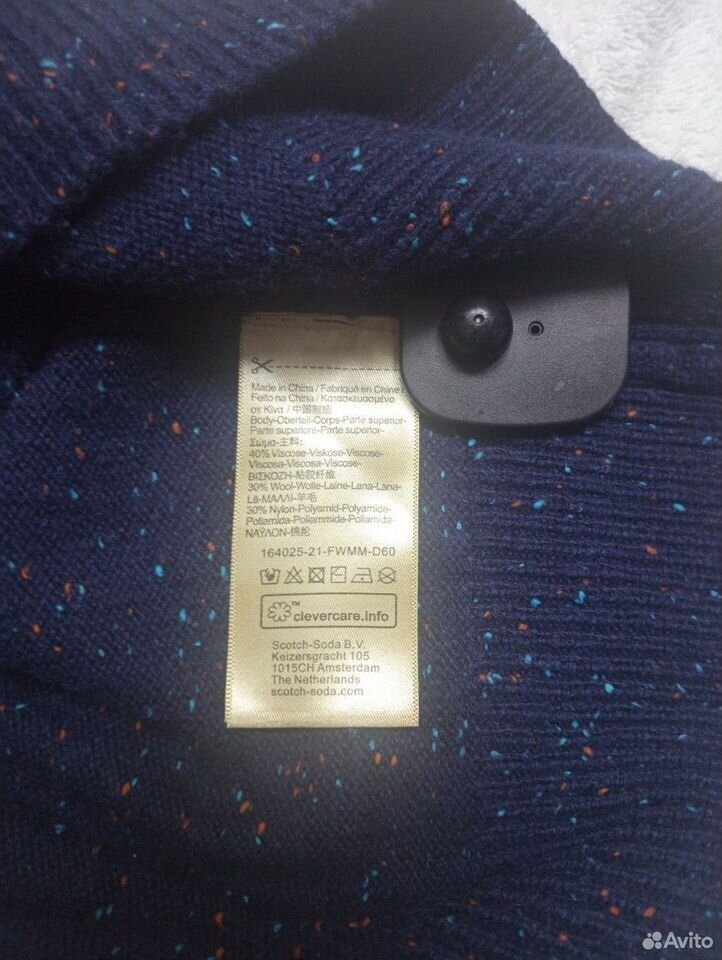 Made in China / Fabriqué en Chine /
Feito na China / Κατασκευασμένο
σε Κίνα / 中國制造
Body-Oberteil-Corps-Parte superior-
Parte superiore-Parte superior-
Σώμα-主料:
40% Viscose-Viskose-Viscose-
Viscosa-Viscosa-Viscose-
ΒΙΣΚΟΖΗ-粘胶纤维
30% Wool-Wolle-Laine-Lana-Lana-
Lã-ΜΑΛΛΙ-羊毛
30% Nylon-Polyamid-Polyamide-
Poliamida-Poliammide-Poliamida-
ΝΑΫΛΟΝ-锦纶
164025-21-FWMM-D60
™ clevercare.info
Scotch-Soda B.V.
Keizersgracht 105
1015CH Amsterdam
The Netherlands
scotch-soda.com
Avito